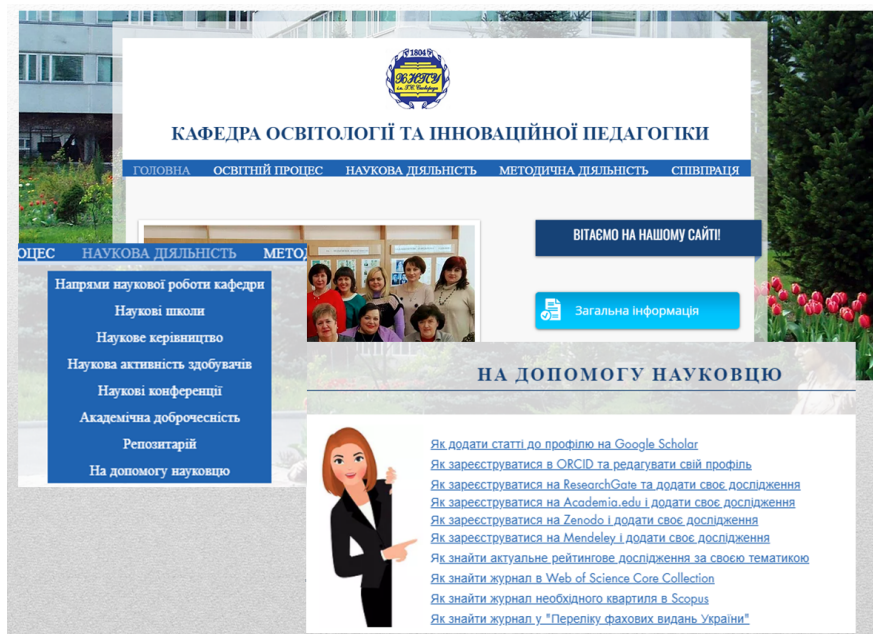 1804
ХНПУ
ім. Г.С. Сковороди
КАФЕДРА ОСВІТОЛОГІЇ ТА ІННОВАЦІЙНОЇ ПЕДАГОГІКИ
ГОЛОВНА ОСВІТНІЙ ПРОЦЕС НАУКОВА ДІЯЛЬНІСТЬ МЕТОДИЧНА ДІЯЛЬНІСТЬ СПІВПРАЦЯ
ВІТАЄМО НА НАШОМУ САЙТІ!
Загальна інформація
ОЦЕС НАУКОВА ДІЯЛЬНІСТЬ МЕТОД
Напрями наукової роботи кафедри
Наукові школи
Наукове керівництво
Наукова активність здобувачів
Наукові конференції
Академічна доброчесність
Репозитарій
На допомогу науковцю
НА ДОПОМОГУ НАУКОВЦЮ
Як додати статті до профілю на Google Scholar
Як зареєструватися в ORCID та редагувати свій профіль
Як зареєструватися на ResearchGate та додати своє дослідження
Як зареєструватися на Academia.edu і додати своє дослідження
Як зареєструватися на Zenodo і додати своє дослідження
Як зареєструватися на Mendeley і додати своє дослідження
Як знайти актуальне рейтингове дослідження за своєю тематикою
Як знайти журнал в Web of Science Core Collection
Як знайти журнал необхідного квартиля в Scopus
Як знайти журнал у "Переліку фахових видань України"